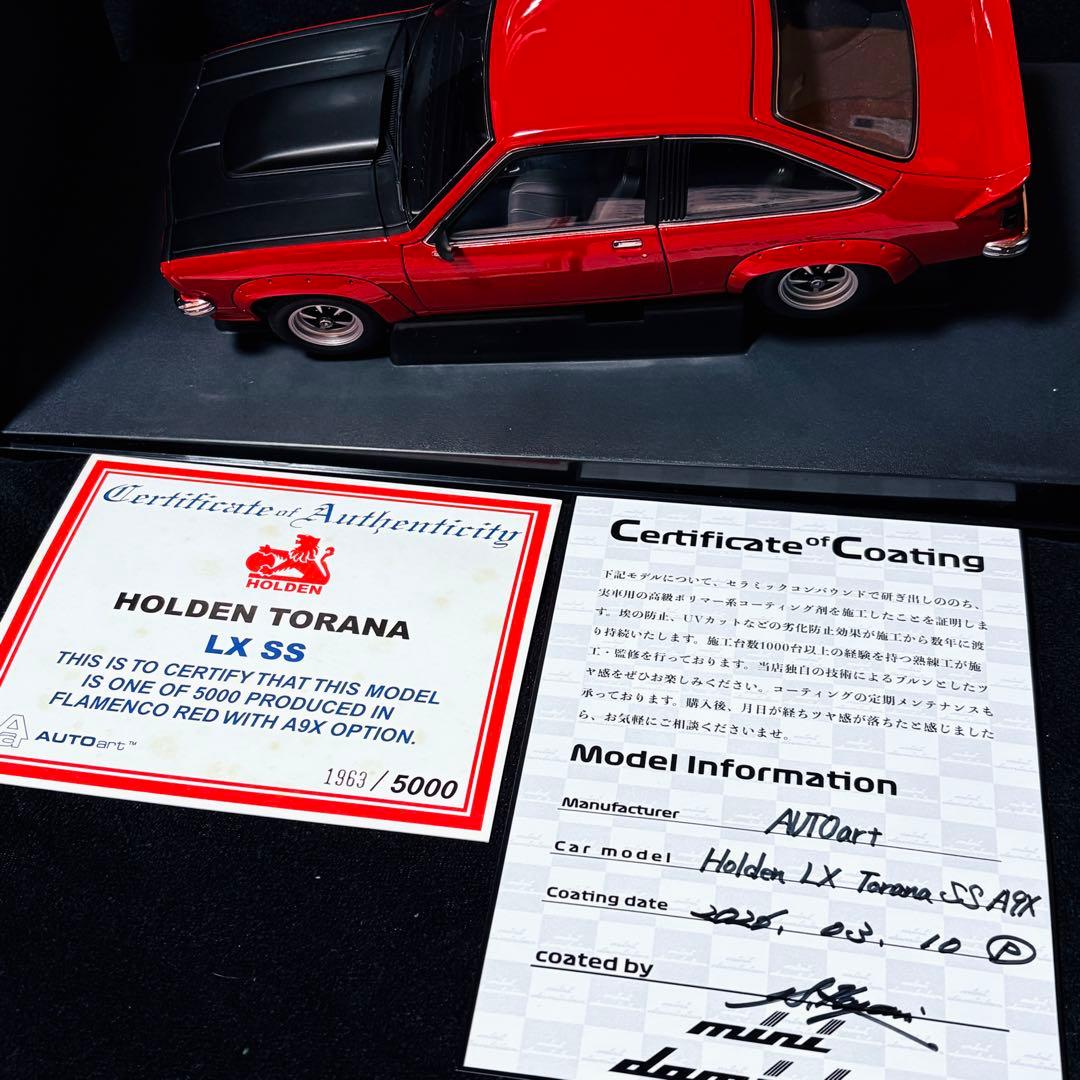 Certificate of Authenticity
HOLDEN
HOLDEN TORANA
LX SS
THIS IS TO CERTIFY THAT THIS MODEL
IS ONE OF 5000 PRODUCED IN
FLAMENCO RED WITH A9X OPTION.
AUTOart™
1963 / 5000
Certificate of Coating
下記モデルについて、セラミックコンパウンドで研ぎ出しののち、
実車用の高級ポリマー系コーティング剤を施工したことを証明しま
す。埃の防止、UVカットなどの劣化防止効果が施工から数年に渡
り持続いたします。施工台数1000台以上の経験を持つ熟練工が施
工・監修を行っております。当店独自の技術によるプルンとしたツ
ヤ感をぜひお楽しみください。コーティングの定期メンテナンスも
承っております。購入後、月日が経ちツヤ感が落ちたと感じました
ら、お気軽にご相談くださいませ。
Model Information
Manufacturer AUTOart
Car model Holden LX Torana SS A9X
Coating date 2026. 03. 10 P
coated by
mini